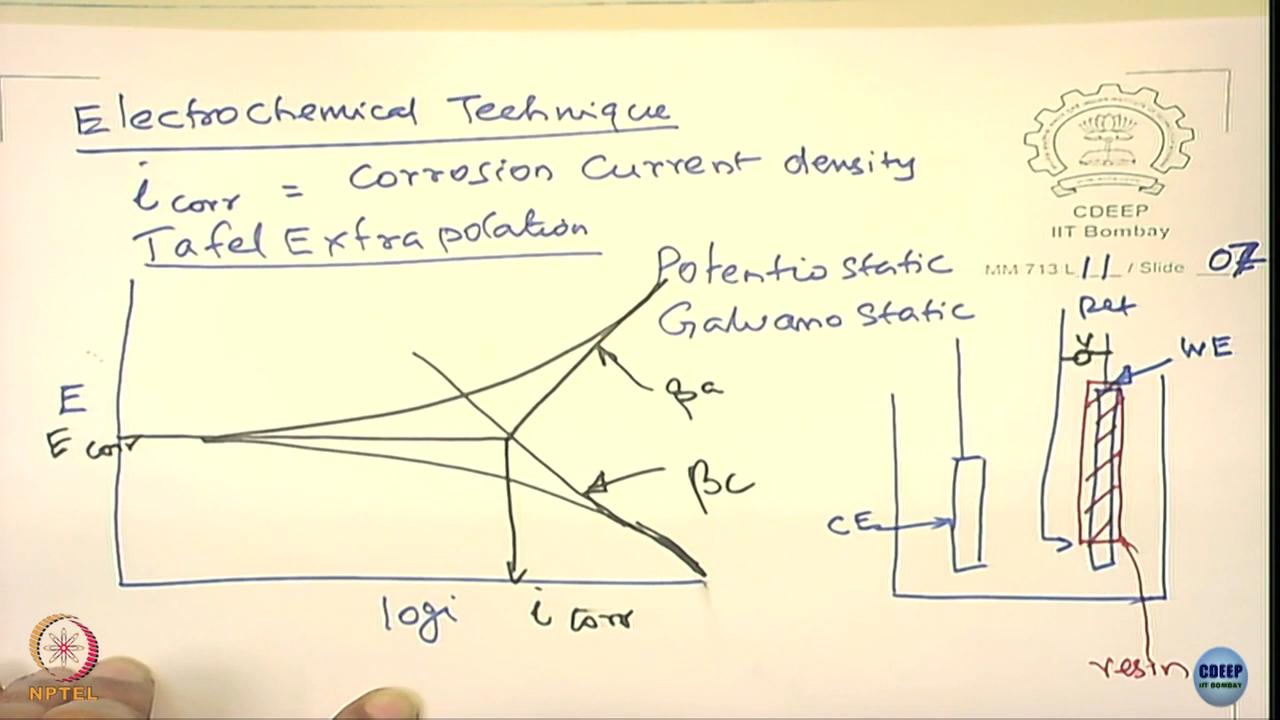 Electrochemical Technique
i corr = Corrosion Current density
Tafel Extrapolation
CDEEP
IIT Bombay
MM 713 L 11 / Slide 07
Potentiostatic
Galvanostatic
Ref
V
WE
E
E corr
βa
βc
CE
log i
i corr
resin
NPTEL
CDEEP
IIT BOMBAY